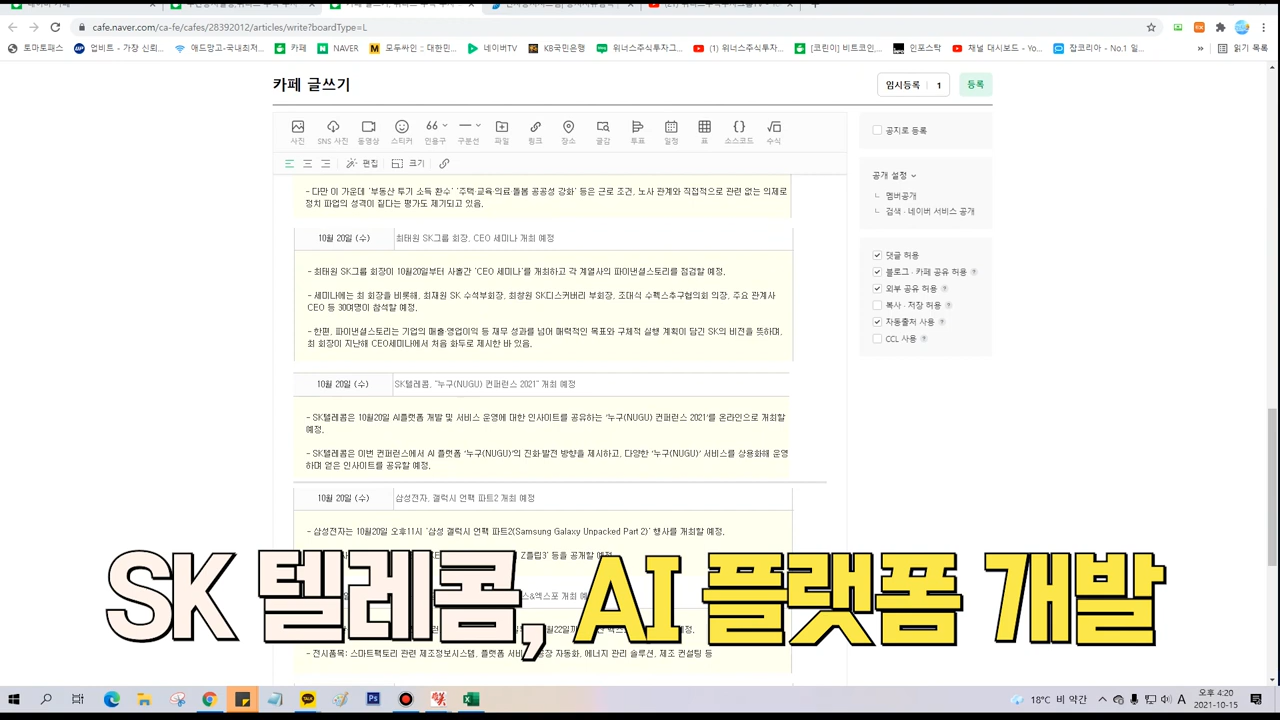 cafe.naver.com/ca-fe/cafes/28392012/articles/write?boardType=L
토마토패스 업비트 - 가장 신뢰... 애드망고-국내최저... 카페 NAVER 모두싸인 :: 대한민... 네이버TV KB국민은행 위너스주식투자그... (1) 위너스주식투자... [코린이] 비트코인... 인포스탁 채널 대시보드 - Yo... 잡코리아 - No.1 일... 읽기 목록
카페 글쓰기
임시등록 1 등록
사진 SNS 사진 동영상 스티커 인용구 구분선 파일 링크 장소 글감 투표 일정 표 소스코드 수식
편집 크기
공지로 등록
공개 설정
멤버공개
검색 · 네이버 서비스 공개
댓글 허용
블로그 · 카페 공유 허용
외부 공유 허용
복사 · 저장 허용
자동출처 사용
CCL 사용
- 다만 이 가운데 '부동산 투기 소득 환수' '주택·교육·의료·돌봄 공공성 강화' 등은 근로 조건, 노사 관계와 직접적으로 관련 없는 의제로
정치 파업의 성격이 짙다는 평가도 제기되고 있음.
10월 20일 (수) 최태원 SK그룹 회장, CEO 세미나 개최 예정
- 최태원 SK그룹 회장이 10월20일부터 사흘간 'CEO 세미나'를 개최하고 각 계열사의 파이낸셜스토리를 점검할 예정.
- 세미나에는 최 회장을 비롯해, 최재원 SK 수석부회장, 최창원 SK디스커버리 부회장, 조대식 수펙스추구협의회 의장, 주요 관계사
CEO 등 30여명이 참석할 예정.
- 한편, 파이낸셜스토리는 기업의 매출·영업이익 등 재무 성과를 넘어 매력적인 목표와 구체적 실행 계획이 담긴 SK의 비전을 뜻하며,
최 회장이 지난해 CEO세미나에서 처음 화두로 제시한 바 있음.
10월 20일 (수) SK텔레콤, "누구(NUGU) 컨퍼런스 2021" 개최 예정
- SK텔레콤은 10월20일 AI플랫폼 개발 및 서비스 운영에 대한 인사이트를 공유하는 '누구(NUGU) 컨퍼런스 2021'를 온라인으로 개최할
예정.
- SK텔레콤은 이번 컨퍼런스에서 AI 플랫폼 '누구(NUGU)'의 진화·발전 방향을 제시하고, 다양한 '누구(NUGU)' 서비스를 상용화해 운영
하며 얻은 인사이트를 공유할 예정.
10월 20일 (수) 삼성전자, 갤럭시 언팩 파트2 개최 예정
- 삼성전자는 10월20일 오후11시 '삼성 갤럭시 언팩 파트2(Samsung Galaxy Unpacked Part 2)' 행사를 개최할 예정.
Z플립3' 등을 공개할 예정.
SK 텔레콤, AI 플랫폼 개발
- 전시품목: 스마트팩토리 관련 제조정보시스템, 플랫폼 서비 공장 자동화, 에너지 관리 솔루션, 제조 컨설팅 등
18°C 비 약간 A 오후 4:20
2021-10-15